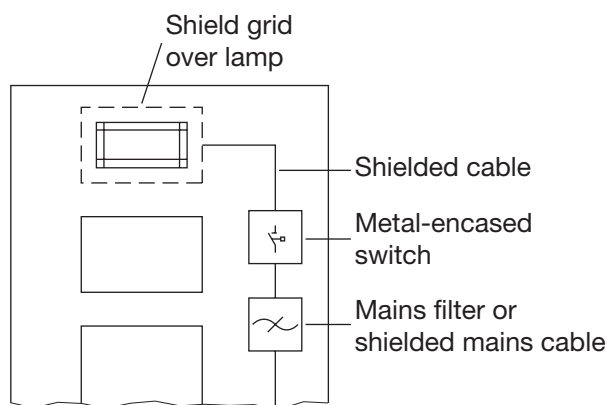 Shield grid
over lamp
Shielded cable
Metal-encased
switch
Mains filter or
shielded mains cable